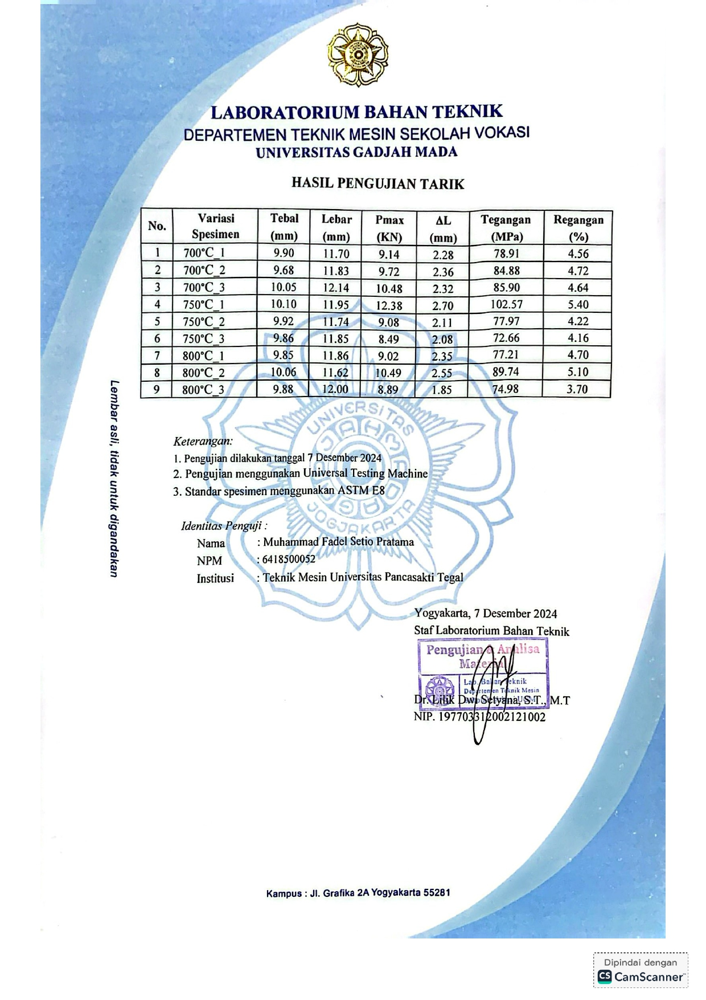 LABORATORIUM BAHAN TEKNIK
DEPARTEMEN TEKNIK MESIN SEKOLAH VOKASI
UNIVERSITAS GADJAH MADA
HASIL PENGUJIAN TARIK
No. Variasi Spesimen Tebal (mm) Lebar (mm) Pmax (KN) ΔL (mm) Tegangan (MPa) Regangan (%)
1 700°C_1 9.90 11.70 9.14 2.28 78.91 4.56
2 700°C_2 9.68 11.83 9.72 2.36 84.88 4.72
3 700°C_3 10.05 12.14 10.48 2.32 85.90 4.64
4 750°C_1 10.10 11.95 12.38 2.70 102.57 5.40
5 750°C_2 9.92 11.74 9.08 2.11 77.97 4.22
6 750°C_3 9.86 11.85 8.49 2.08 72.66 4.16
7 800°C_1 9.85 11.86 9.02 2.35 77.21 4.70
8 800°C_2 10.06 11.62 10.49 2.55 89.74 5.10
9 800°C_3 9.88 12.00 8.89 1.85 74.98 3.70
UNIVERSITAS
GADJAH MADA
JOGJAKARTA
Lembar asli, tidak untuk digandakan
Keterangan:
1. Pengujian dilakukan tanggal 7 Desember 2024
2. Pengujian menggunakan Universal Testing Machine
3. Standar spesimen menggunakan ASTM E8
Identitas Penguji :
Nama : Muhammad Fadel Setio Pratama
NPM : 6418500052
Institusi : Teknik Mesin Universitas Pancasakti Tegal
Yogyakarta, 7 Desember 2024
Staf Laboratorium Bahan Teknik
Pengujian & Analisa
Material
Lab. Bahan Teknik
Departemen Teknik Mesin
Dr. Lilik Dwi Setyana, S.T., M.T
NIP. 197703312002121002
Kampus : Jl. Grafika 2A Yogyakarta 55281
Dipindai dengan
CS CamScanner